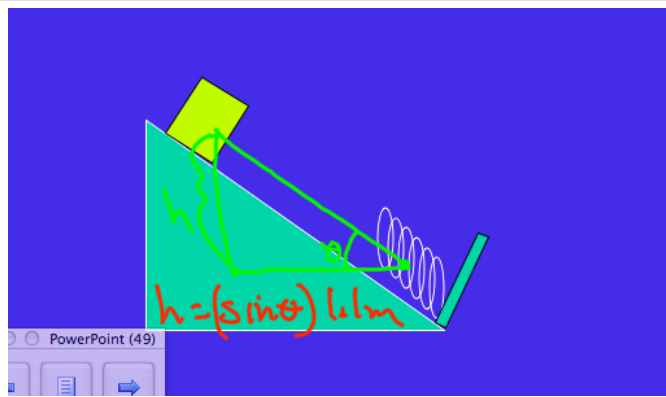 h
θ
h=(sinθ) 1.1m
PowerPoint (49)